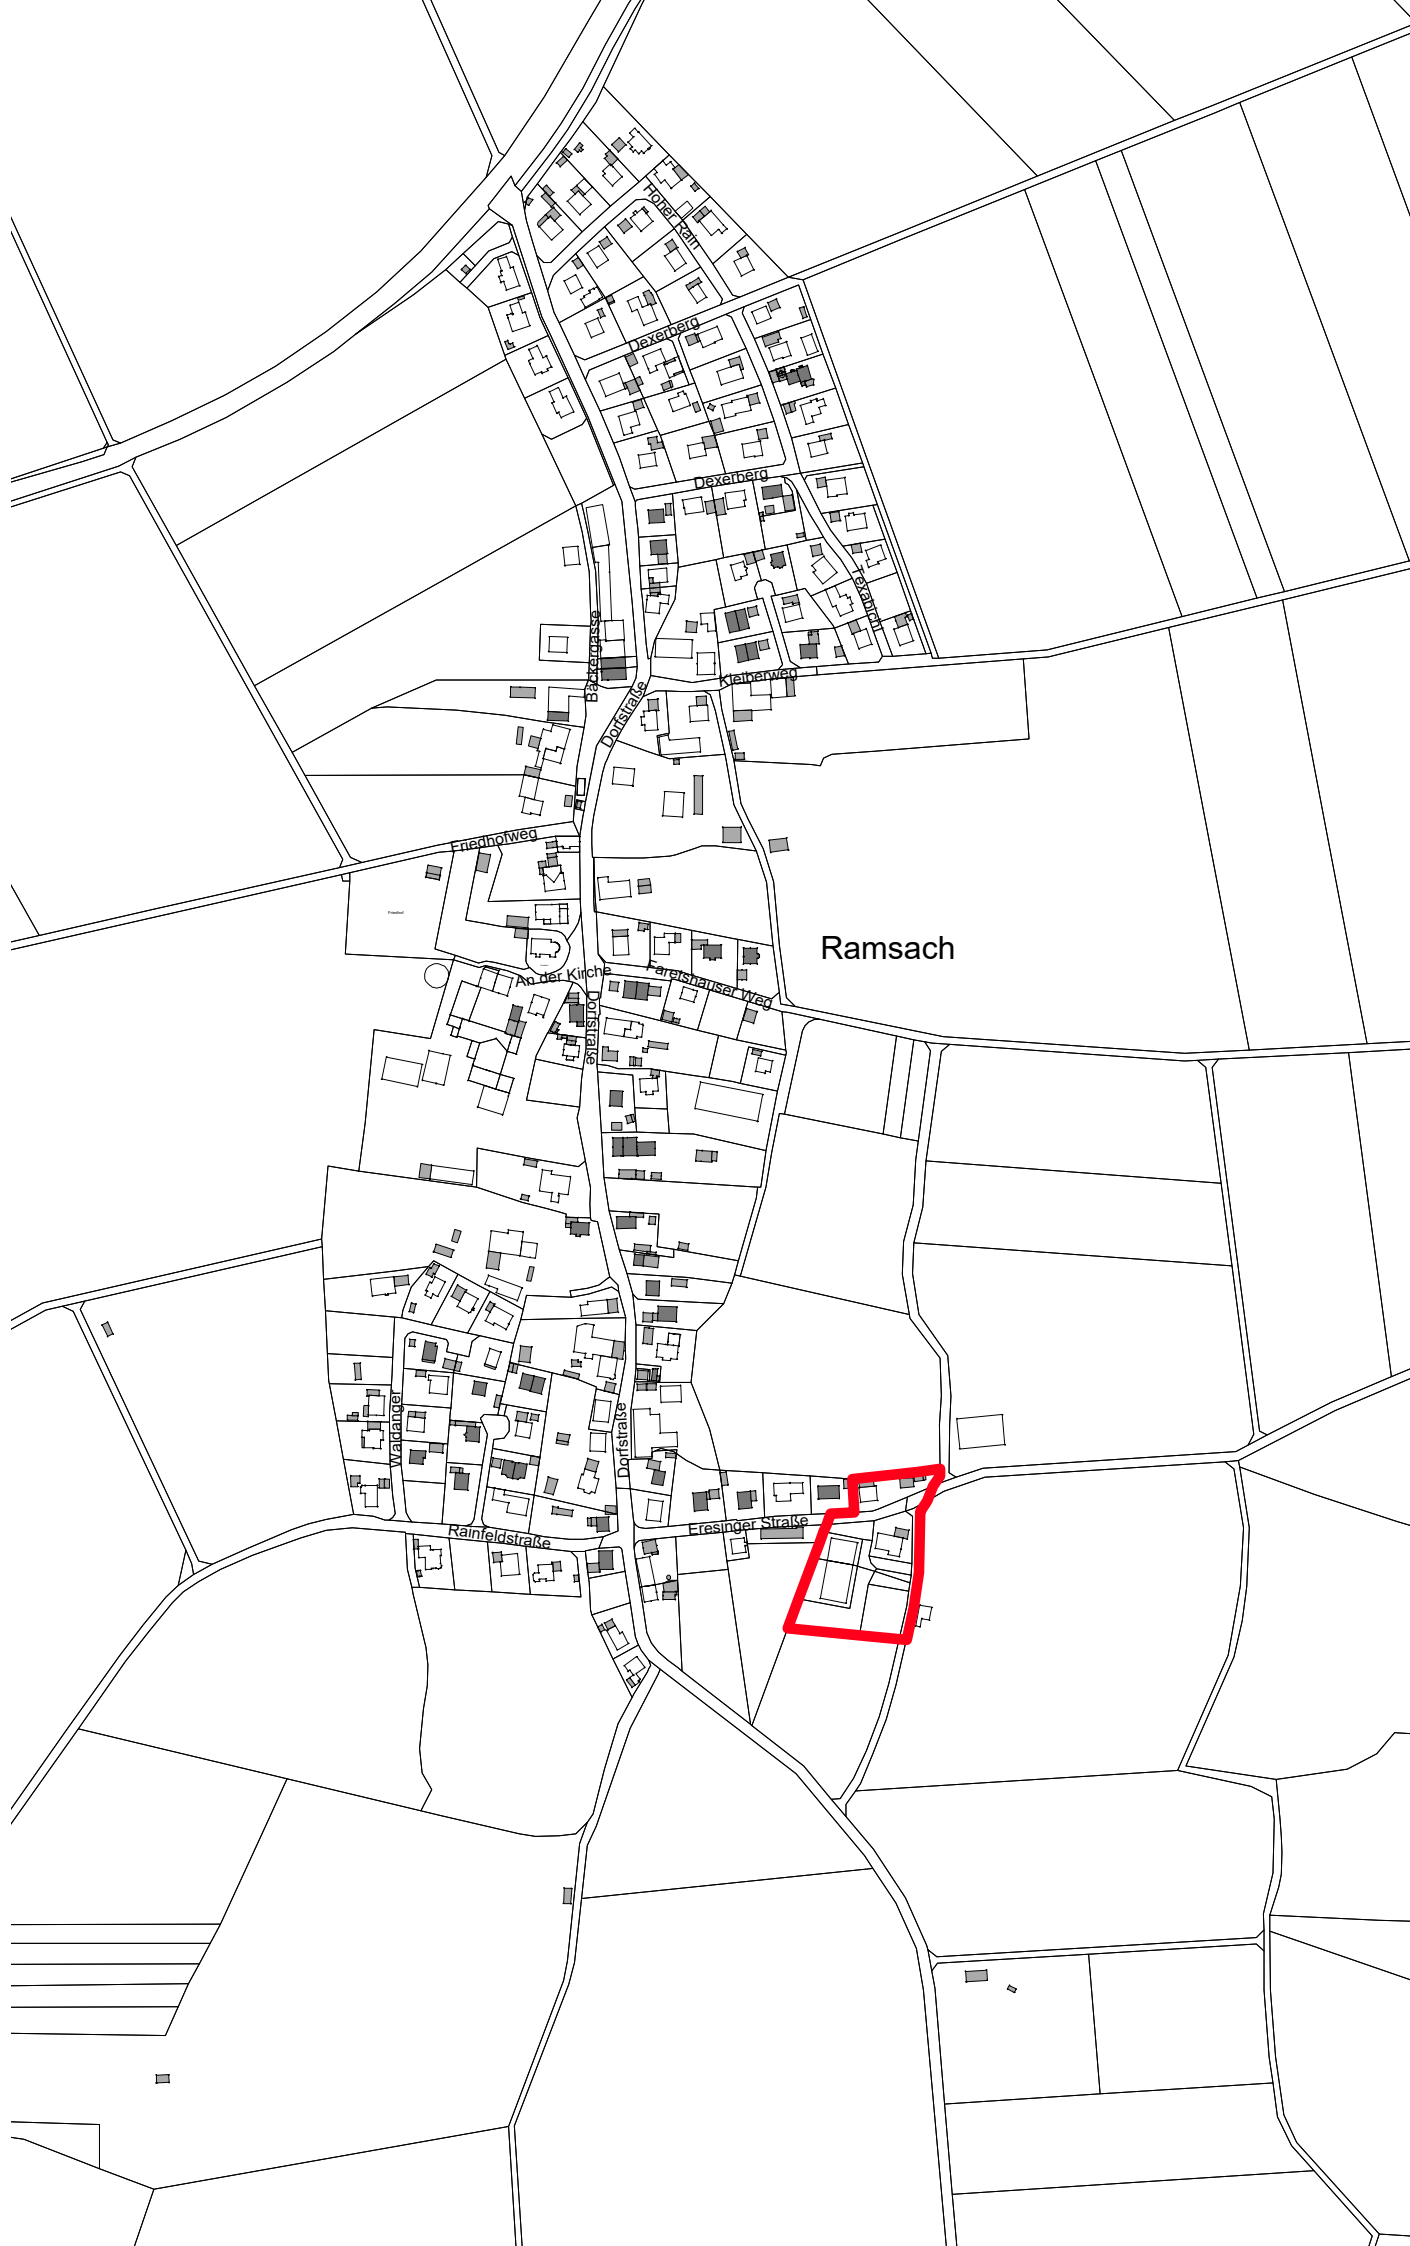 Hoher Rain
Dexerberg
Dexerberg
Texabichl
Bäckergasse
Kleiberweg
Dorfstraße
Friedhofweg
Friedhof
Ramsach
An der Kirche
Faretshauser Weg
Dorfstraße
Waldanger
Dorfstraße
Rainfeldstraße
Eresinger Straße